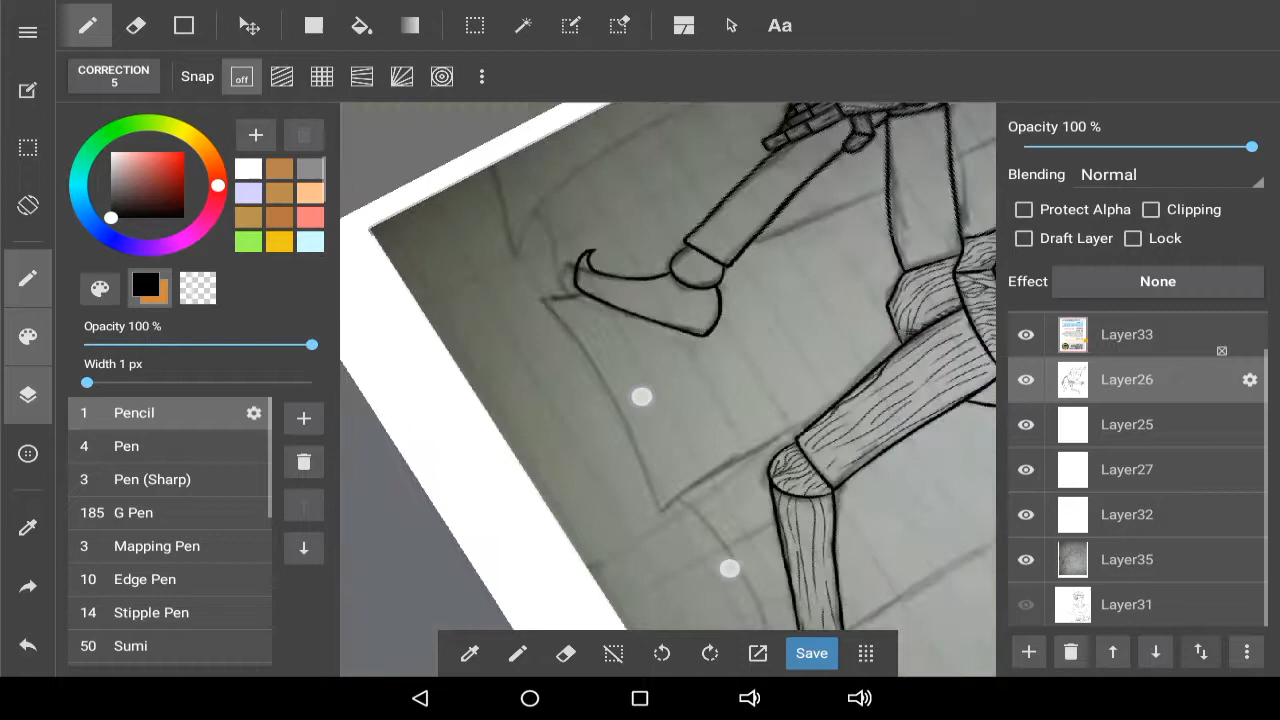 Aa
CORRECTION
5
Snap
off
Opacity 100 %
Width 1 px
1 Pencil
4 Pen
3 Pen (Sharp)
185 G Pen
3 Mapping Pen
10 Edge Pen
14 Stipple Pen
50 Sumi
Save
Opacity 100 %
Blending Normal
Protect Alpha Clipping
Draft Layer Lock
Effect None
Layer33
Layer26
Layer25
Layer27
Layer32
Layer35
Layer31